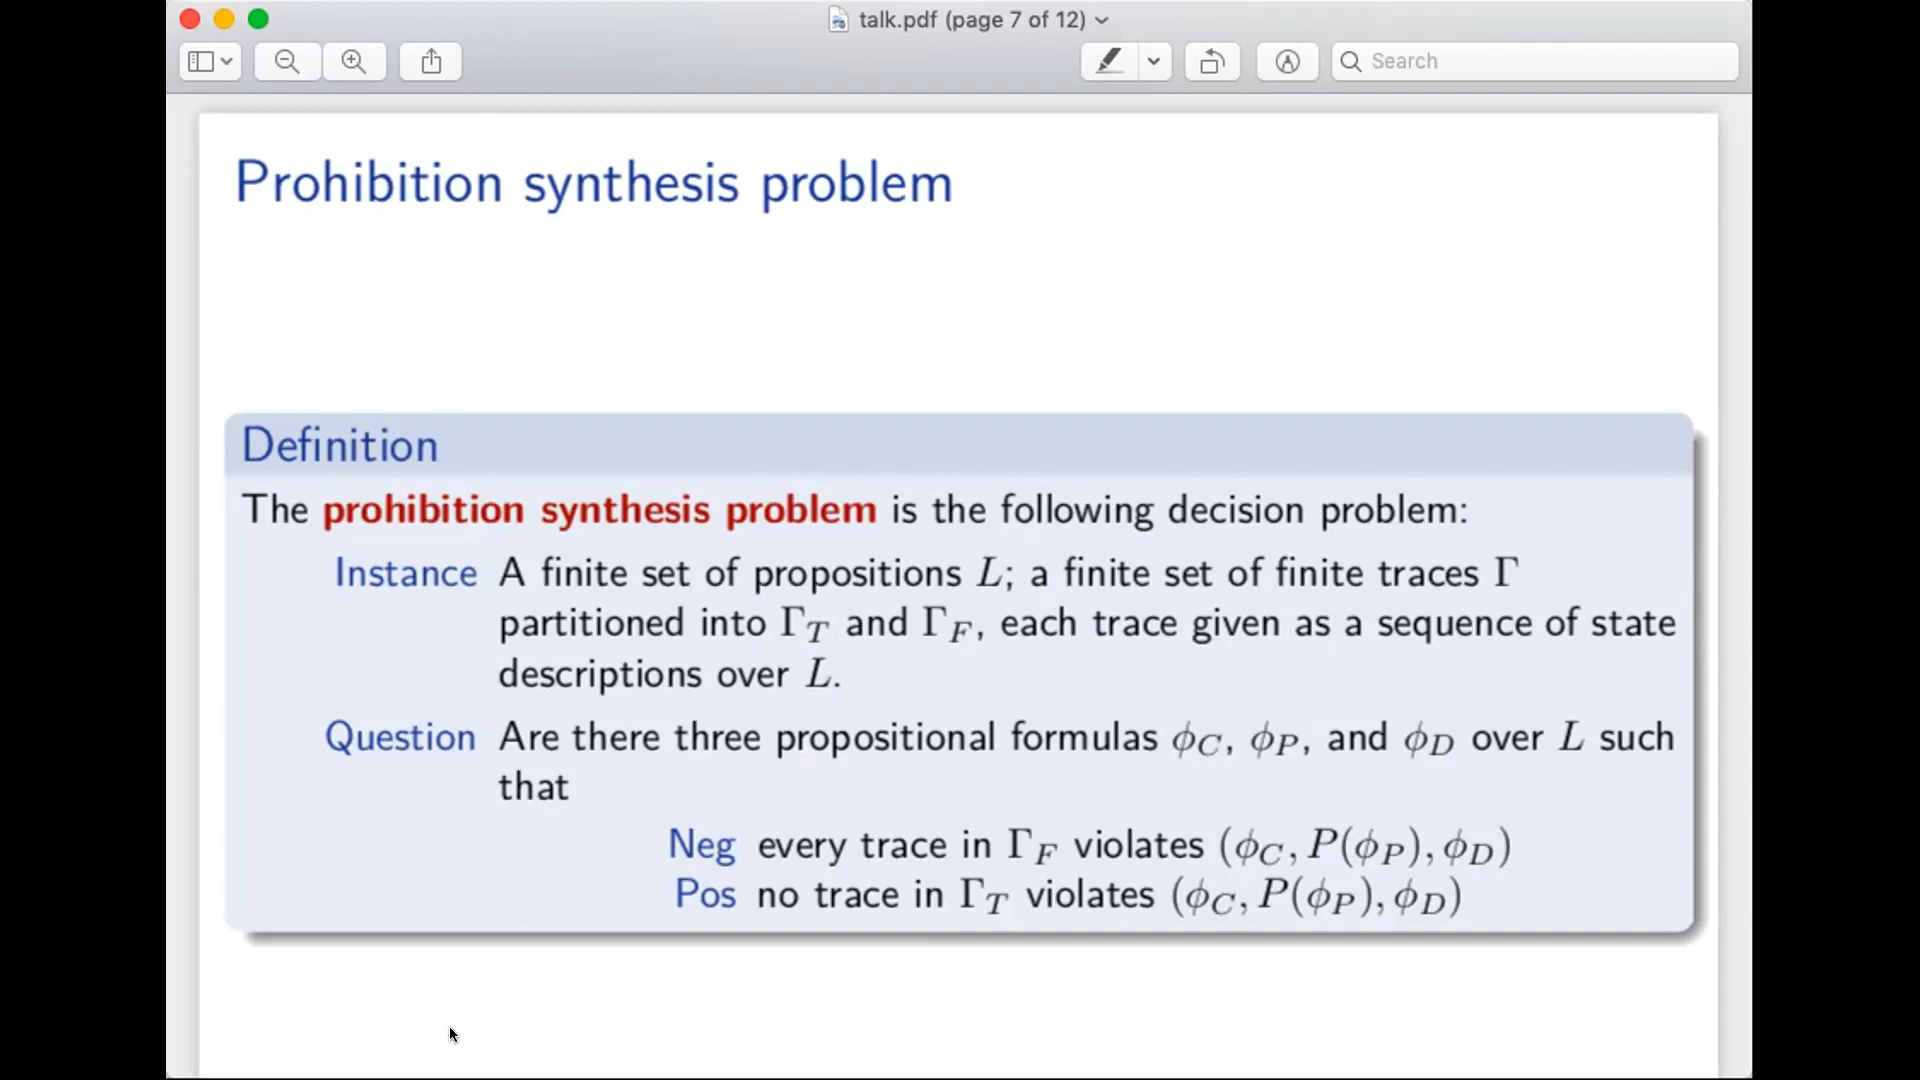 talk.pdf (page 7 of 12)
Search
Prohibition synthesis problem
Definition
The prohibition synthesis problem is the following decision problem:
Instance A finite set of propositions L; a finite set of finite traces Γ
partitioned into Γ_T and Γ_F, each trace given as a sequence of state
descriptions over L.
Question Are there three propositional formulas ϕ_C, ϕ_P, and ϕ_D over L such
that
Neg every trace in Γ_F violates (ϕ_C, P(ϕ_P), ϕ_D)
Pos no trace in Γ_T violates (ϕ_C, P(ϕ_P), ϕ_D)